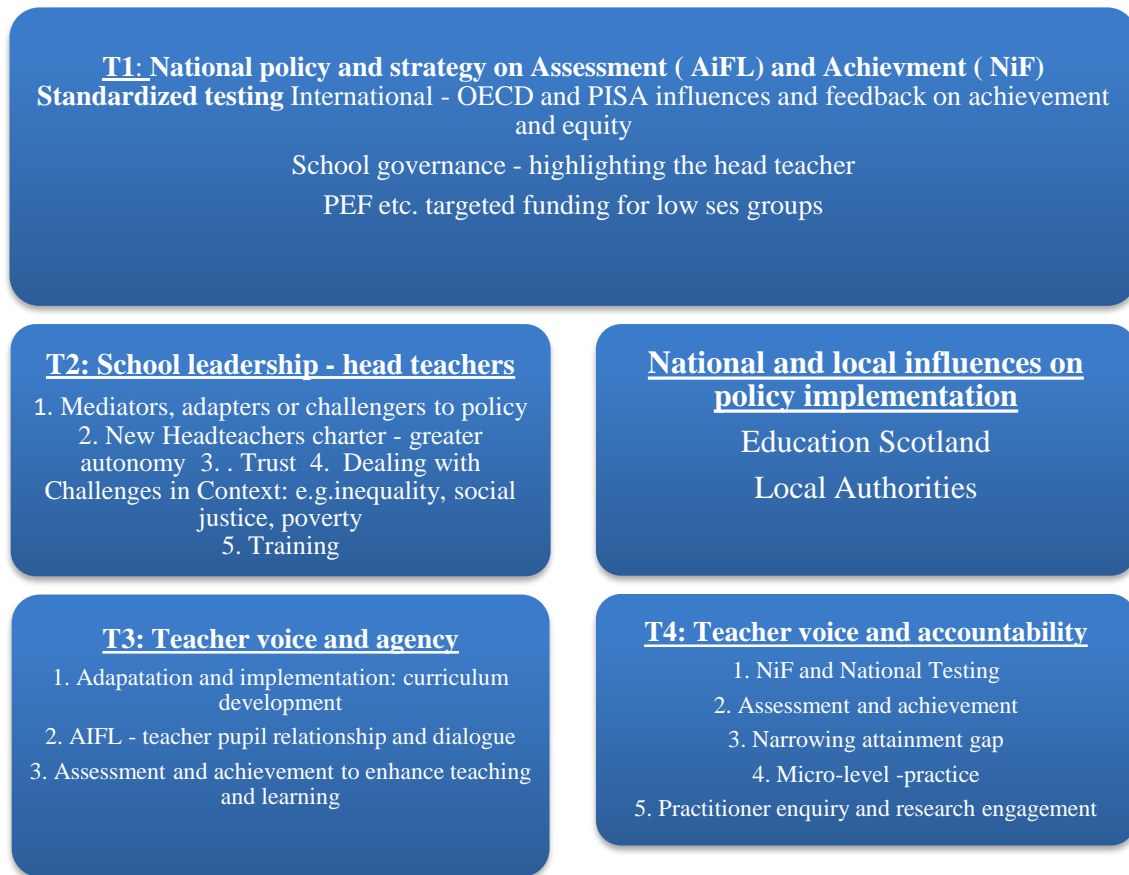 T1: National policy and strategy on Assessment ( AiFL) and Achievment ( NiF)
Standardized testing International - OECD and PISA influences and feedback on achievement
and equity
School governance - highlighting the head teacher
PEF etc. targeted funding for low ses groups
T2: School leadership - head teachers
1. Mediators, adapters or challengers to policy
2. New Headteachers charter - greater
autonomy 3. . Trust 4. Dealing with
Challenges in Context: e.g.inequality, social
justice, poverty
5. Training
National and local influences on
policy implementation
Education Scotland
Local Authorities
T3: Teacher voice and agency
1. Adapatation and implementation: curriculum
development
2. AIFL - teacher pupil relationship and dialogue
3. Assessment and achievement to enhance teaching
and learning
T4: Teacher voice and accountability
1. NiF and National Testing
2. Assessment and achievement
3. Narrowing attainment gap
4. Micro-level -practice
5. Practitioner enquiry and research engagement